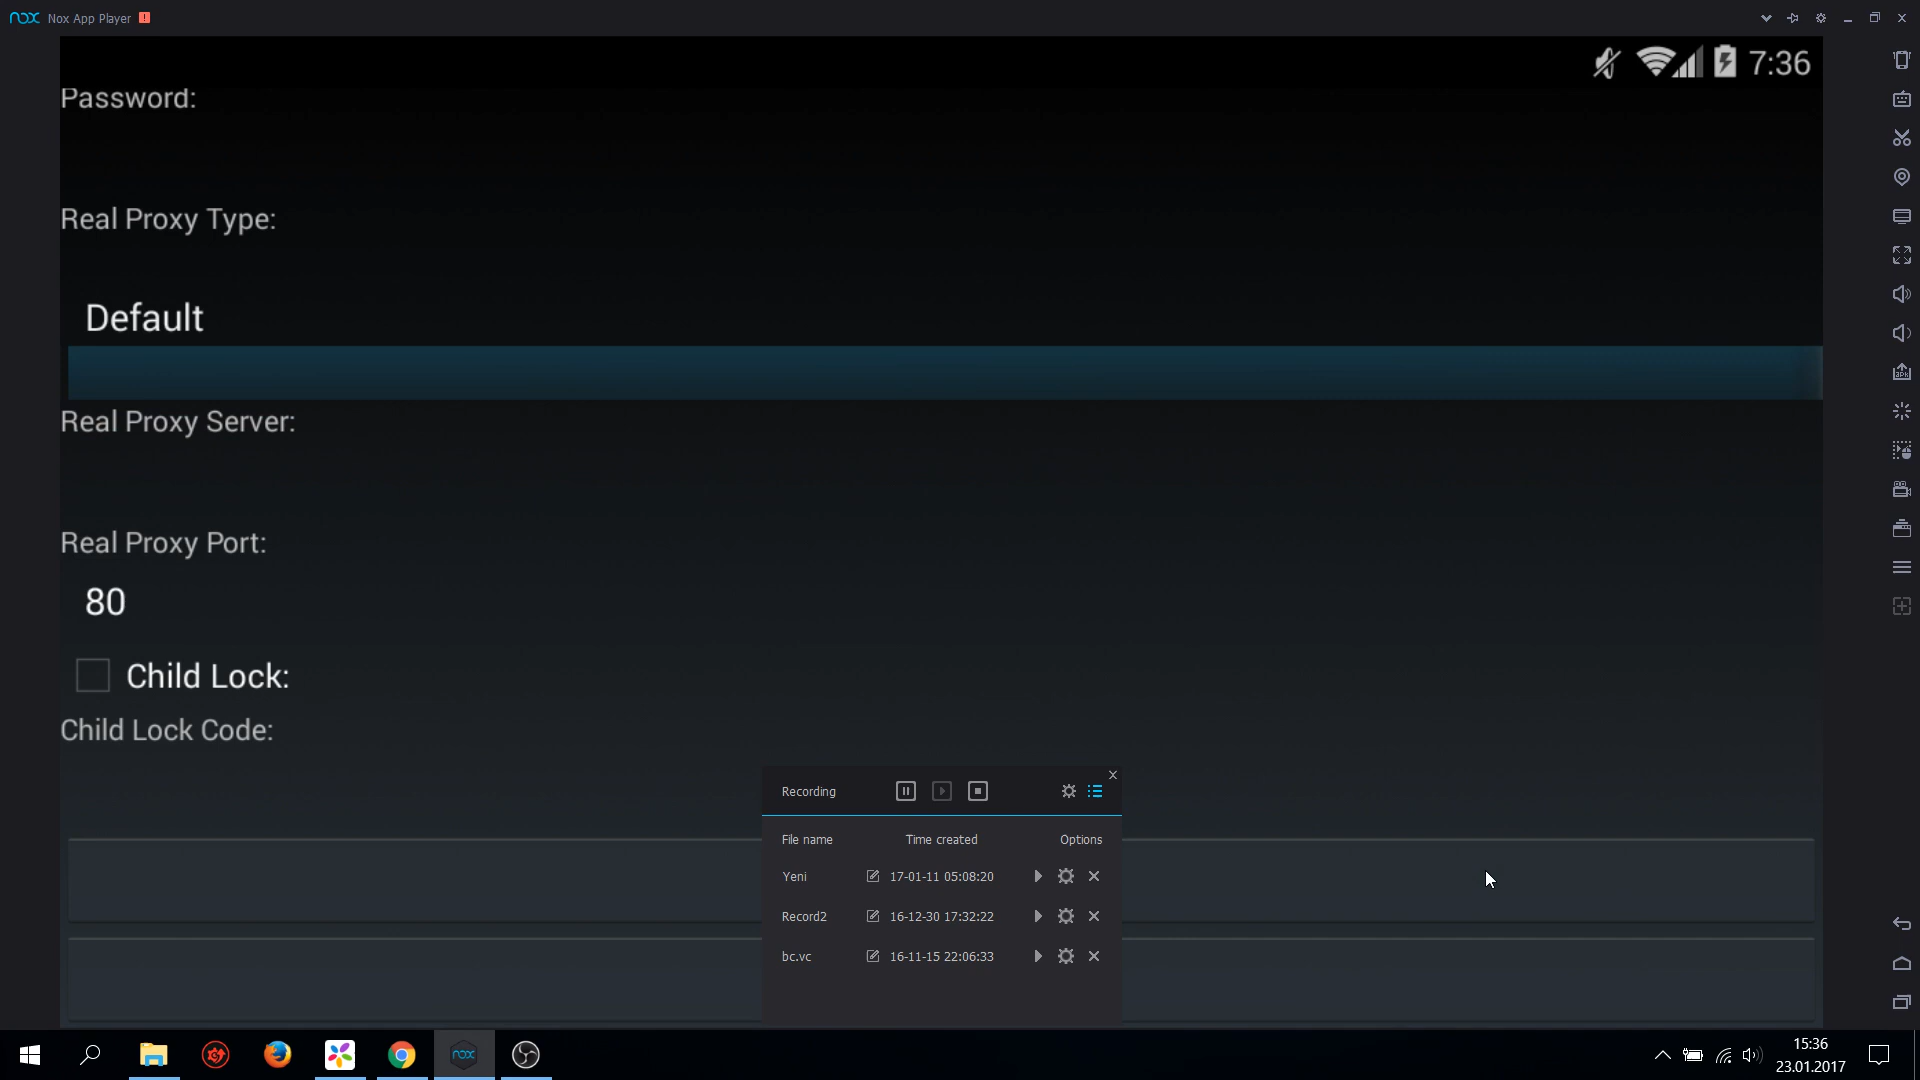 nox Nox App Player
7:36
Password:
Real Proxy Type:
Default
Real Proxy Server:
Real Proxy Port:
80
Child Lock:
Child Lock Code:
Recording
File name Time created Options
Yeni 17-01-11 05:08:20
Record2 16-12-30 17:32:22
bc.vc 16-11-15 22:06:33
nox
15:36
23.01.2017